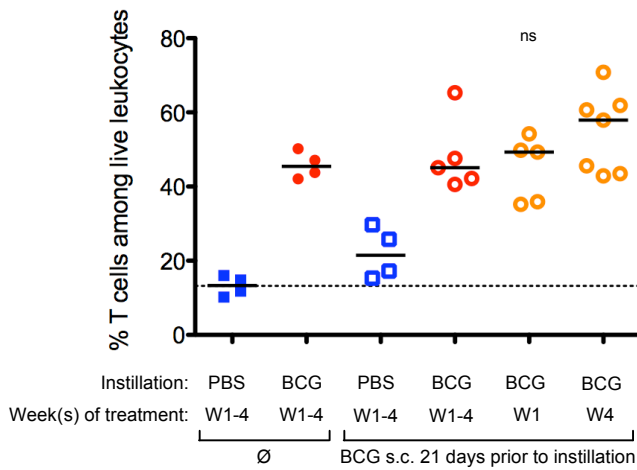 ns
% T cells among live leukocytes
80
60
40
20
0
Instillation: PBS BCG PBS BCG BCG BCG
Week(s) of treatment: W1-4 W1-4 W1-4 W1-4 W1 W4
Ø BCG s.c. 21 days prior to instillation